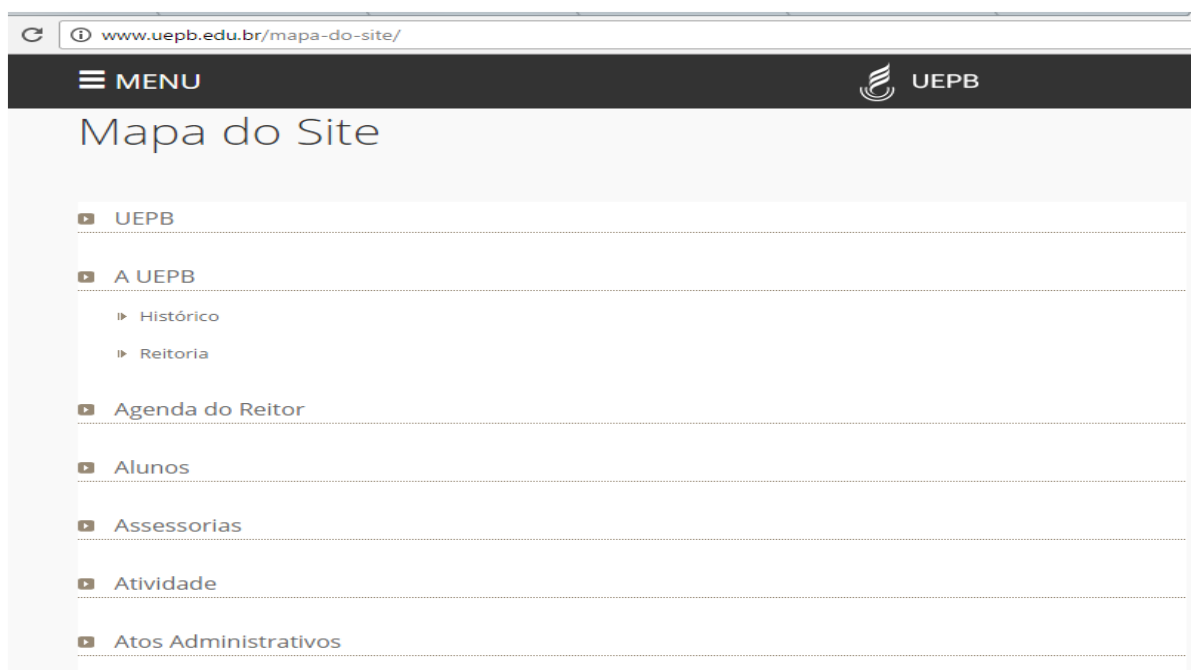 www.uepb.edu.br/mapa-do-site/
MENU
UEPB
Mapa do Site
UEPB
A UEPB
Histórico
Reitoria
Agenda do Reitor
Alunos
Assessorias
Atividade
Atos Administrativos